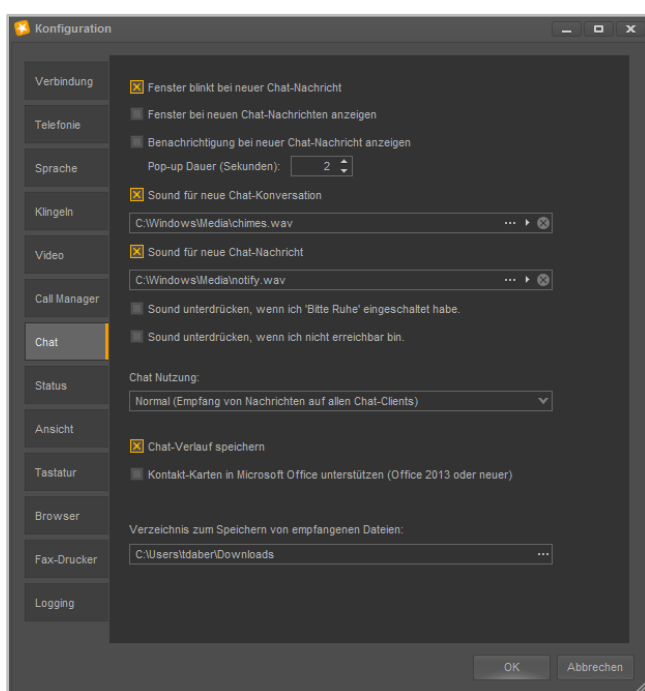 Konfiguration
Verbindung
Telefonie
Sprache
Klingeln
Video
Call Manager
Chat
Status
Ansicht
Tastatur
Browser
Fax-Drucker
Logging
Fenster blinkt bei neuer Chat-Nachricht
Fenster bei neuen Chat-Nachrichten anzeigen
Benachrichtigung bei neuer Chat-Nachricht anzeigen
Pop-up Dauer (Sekunden): 2
Sound für neue Chat-Konversation
C:\Windows\Media\chimes.wav
Sound für neue Chat-Nachricht
C:\Windows\Media\notify.wav
Sound unterdrücken, wenn ich 'Bitte Ruhe' eingeschaltet habe.
Sound unterdrücken, wenn ich nicht erreichbar bin.
Chat Nutzung:
Normal (Empfang von Nachrichten auf allen Chat-Clients)
Chat-Verlauf speichern
Kontakt-Karten in Microsoft Office unterstützen (Office 2013 oder neuer)
Verzeichnis zum Speichern von empfangenen Dateien:
C:\Users\tdaber\Downloads
OK Abbrechen